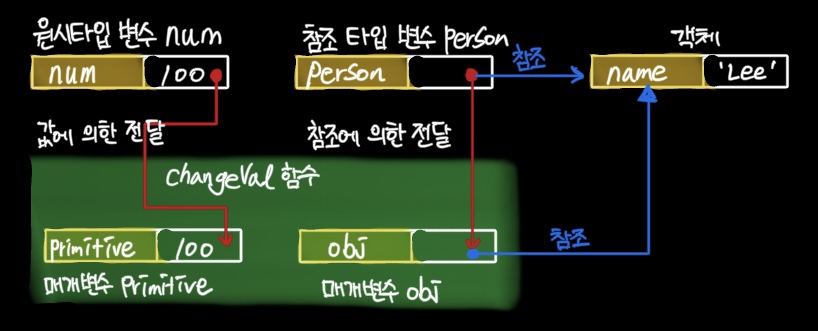 원시타입 변수 num
참조 타입 변수 person
객체
num
100
person
참조
name
'Lee'
값에 의한 전달
참조에 의한 전달
changeVal 함수
primitive
100
obj
참조
매개변수 primitive
매개변수 obj